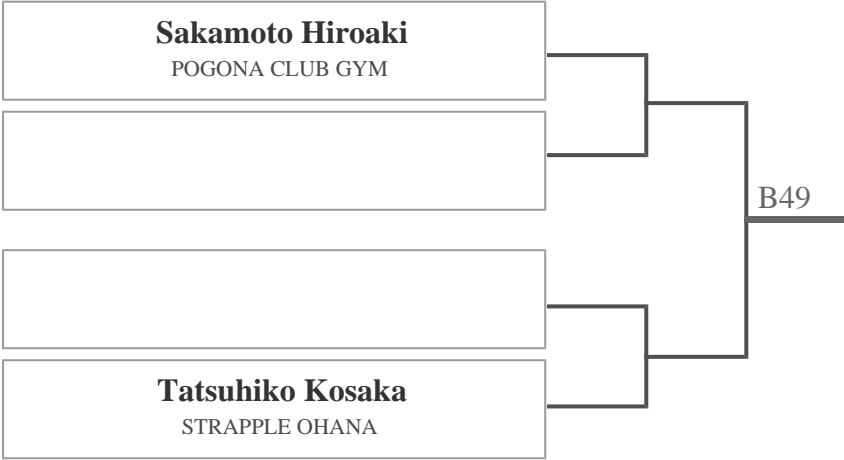 Sakamoto Hiroaki
POGONA CLUB GYM
B49
Tatsuhiko Kosaka
STRAPPLE OHANA